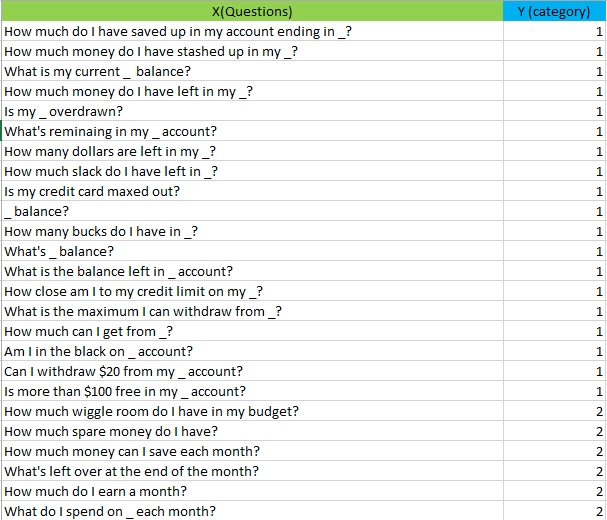 X(Questions) Y (category)
How much do I have saved up in my account ending in _? 1
How much money do I have stashed up in my _? 1
What is my current _ balance? 1
How much money do I have left in my _? 1
Is my _ overdrawn? 1
What's reminaing in my _ account? 1
How many dollars are left in my _? 1
How much slack do I have left in _? 1
Is my credit card maxed out? 1
_ balance? 1
How many bucks do I have in _? 1
What's _ balance? 1
What is the balance left in _ account? 1
How close am I to my credit limit on my _? 1
What is the maximum I can withdraw from _? 1
How much can I get from _? 1
Am I in the black on _ account? 1
Can I withdraw $20 from my _ account? 1
Is more than $100 free in my _ account? 1
How much wiggle room do I have in my budget? 2
How much spare money do I have? 2
How much money can I save each month? 2
What's left over at the end of the month? 2
How much do I earn a month? 2
What do I spend on _ each month? 2